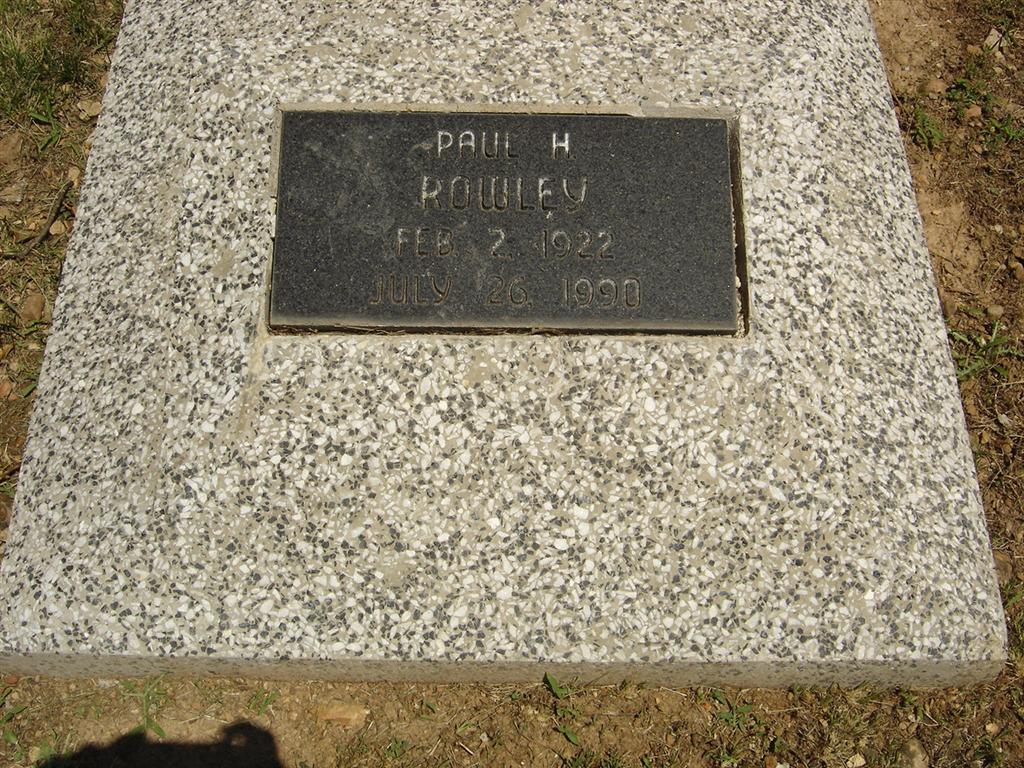 PAUL H.
ROWLEY
FEB. 2, 1922
JULY 26, 1990